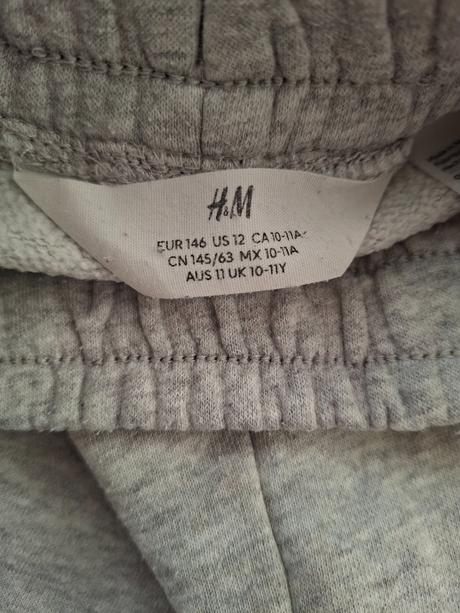 H&M
EUR 146 US 12 CA 10-11A
CN 145/63 MX 10-11A
AUS 11 UK 10-11Y